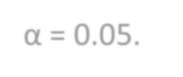 α = 0.05.